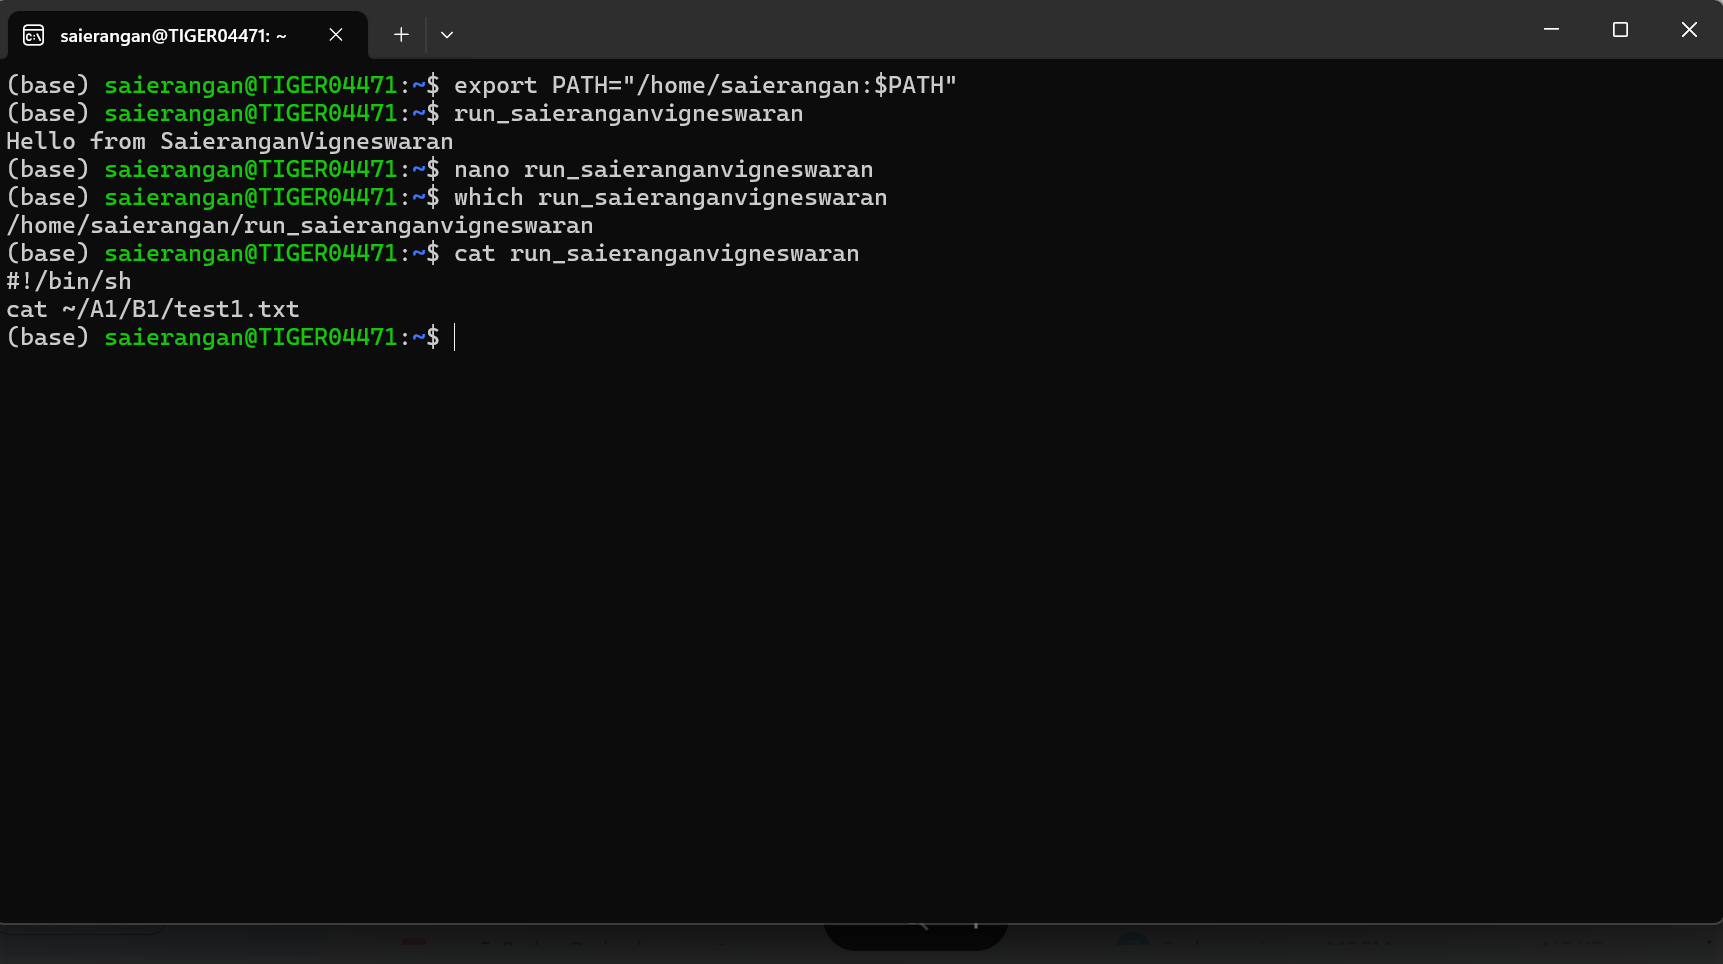 saierangan@TIGER04471: ~
(base) saierangan@TIGER04471:~$ export PATH="/home/saierangan:$PATH"
(base) saierangan@TIGER04471:~$ run_saieranganvigneswaran
Hello from SaieranganVigneswaran
(base) saierangan@TIGER04471:~$ nano run_saieranganvigneswaran
(base) saierangan@TIGER04471:~$ which run_saieranganvigneswaran
/home/saierangan/run_saieranganvigneswaran
(base) saierangan@TIGER04471:~$ cat run_saieranganvigneswaran
#!/bin/sh
cat ~/A1/B1/test1.txt
(base) saierangan@TIGER04471:~$